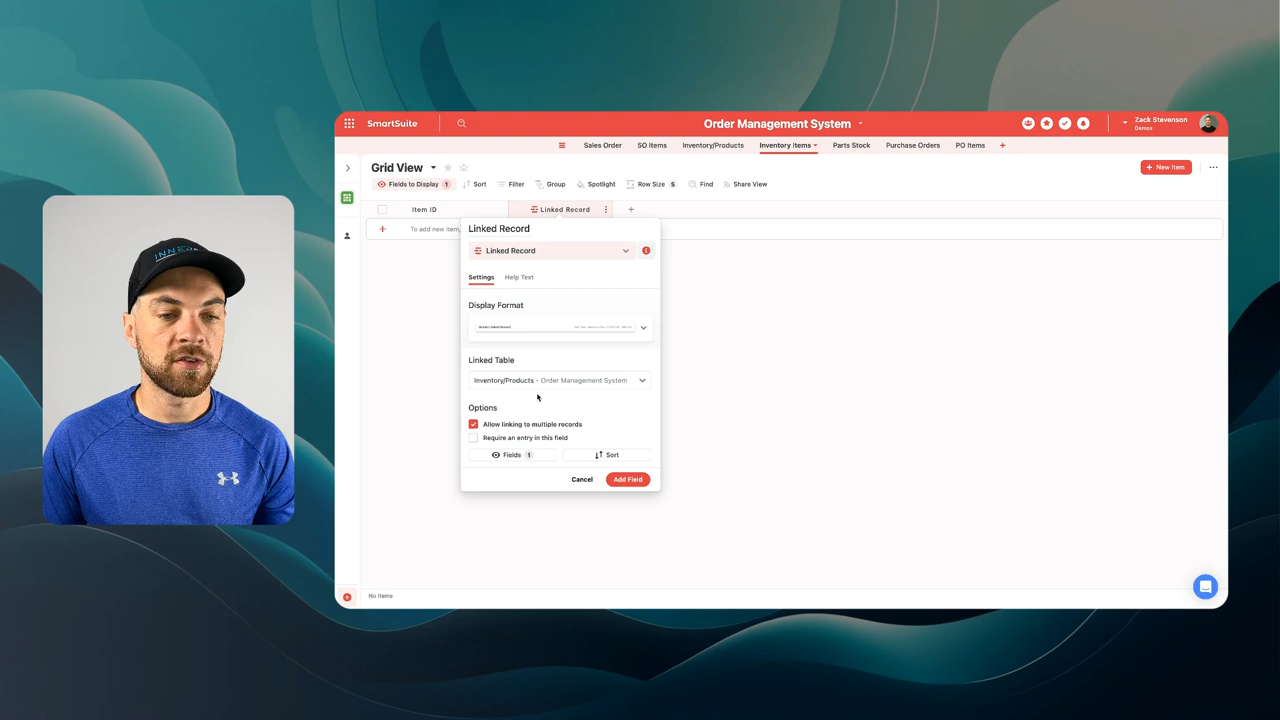 SmartSuite
Order Management System
Zack Stevenson
Demos
Sales Order
SO Items
Inventory/Products
Inventory Items
Parts Stock
Purchase Orders
PO Items
Grid View
New Item
Fields to Display 1
Sort
Filter
Group
Spotlight
Row Size S
Find
Share View
Item ID
Linked Record
To add new item,
Linked Record
Linked Record
Settings
Help Text
Display Format
Linked Table
Inventory/Products · Order Management System
Options
Allow linking to multiple records
Require an entry in this field
Fields 1
Sort
Cancel
Add Field
No items